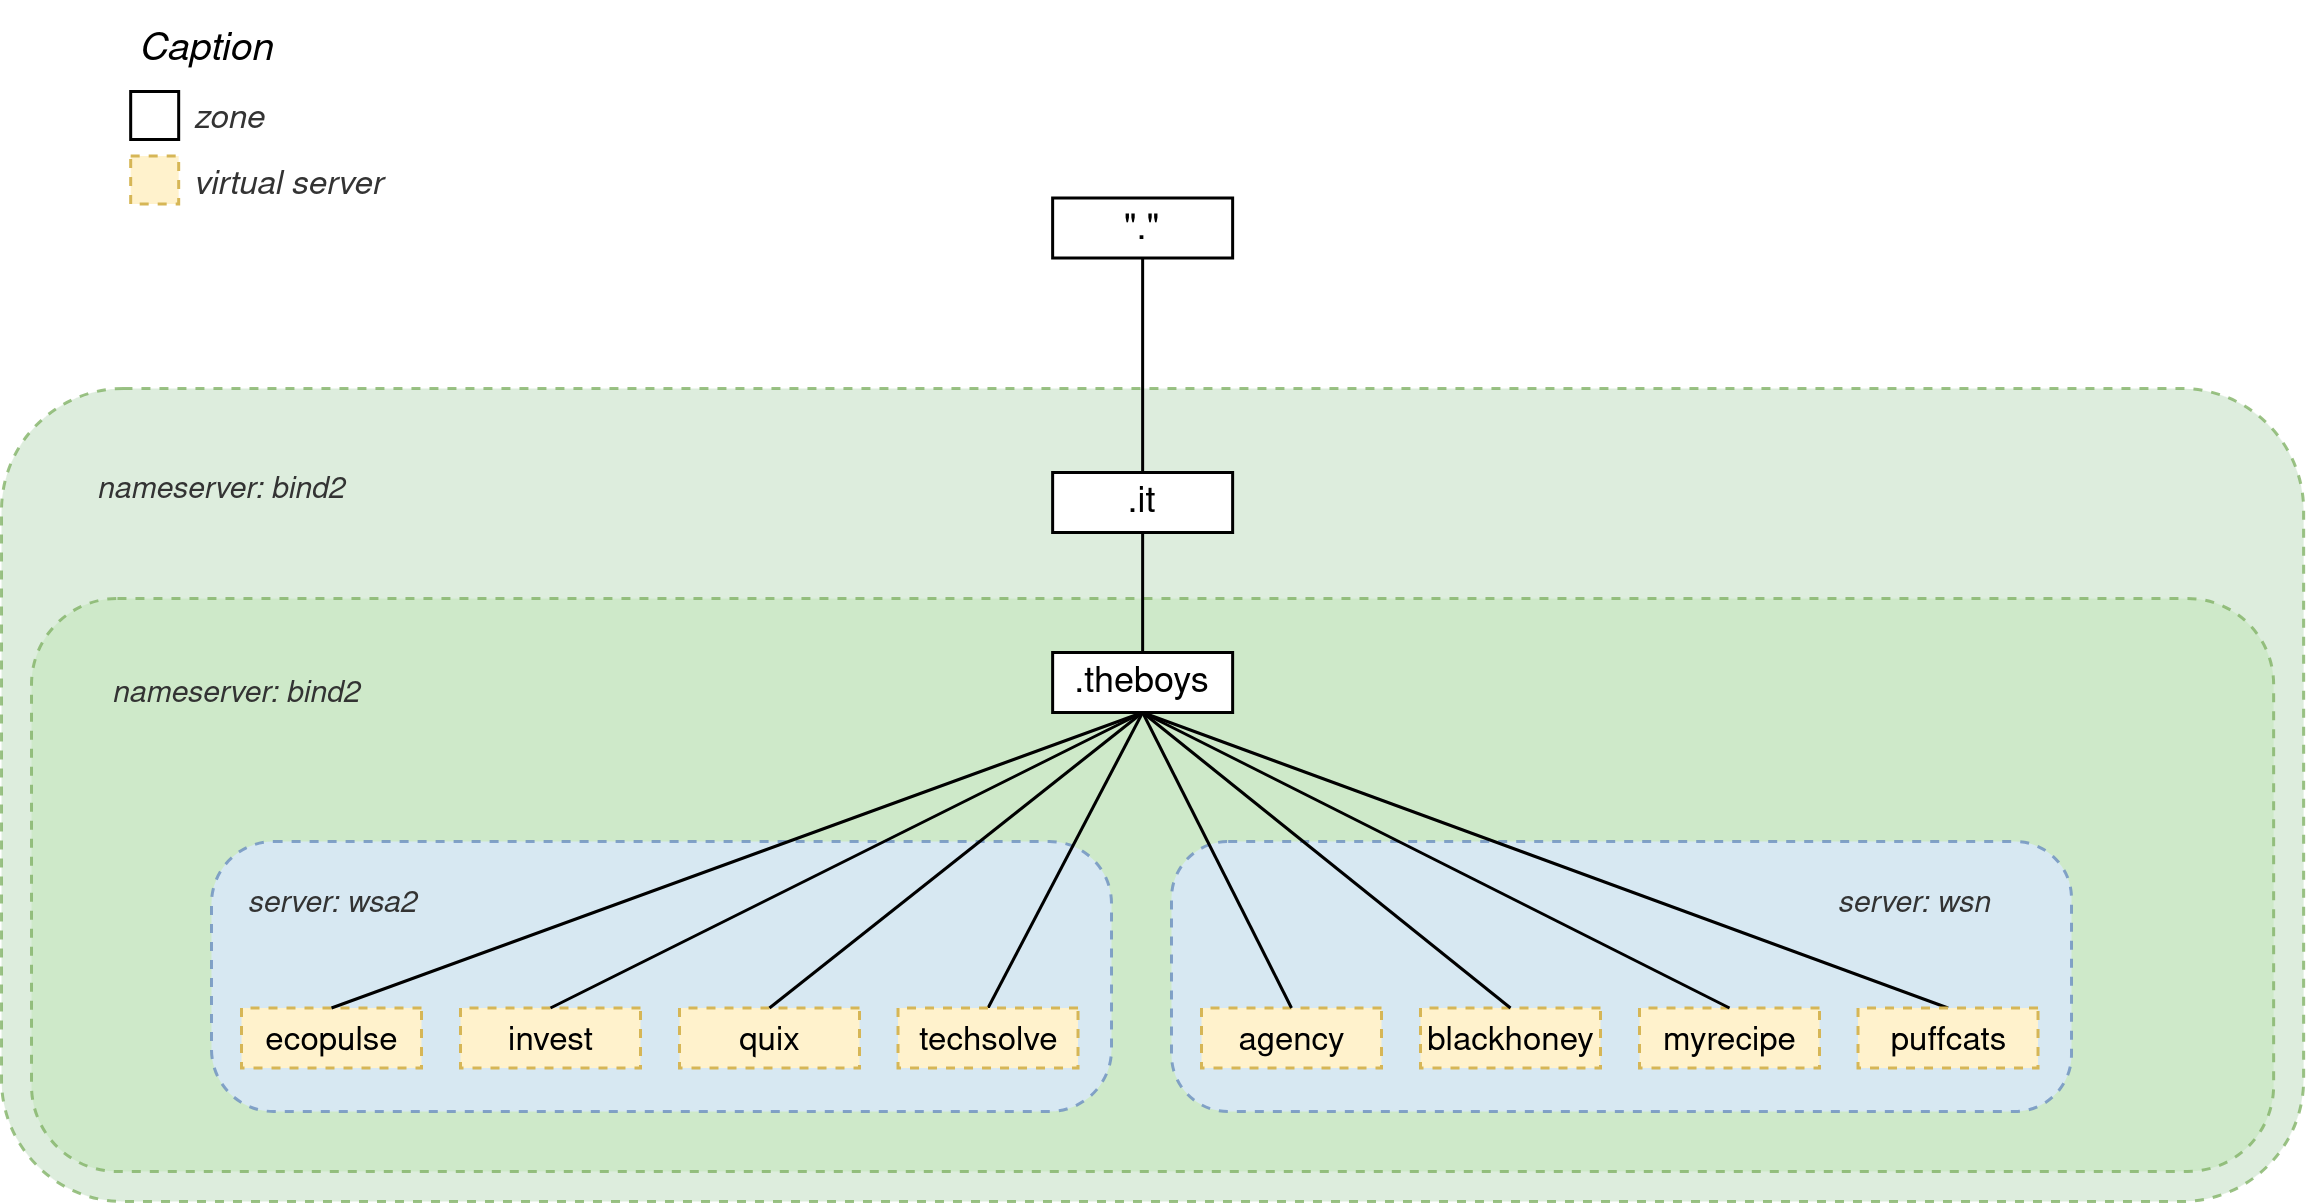 Caption
zone
virtual server
"."
nameserver: bind2
.it
nameserver: bind2
.theboys
server: wsa2
server: wsn
ecopulse
invest
quix
techsolve
agency
blackhoney
myrecipe
puffcats